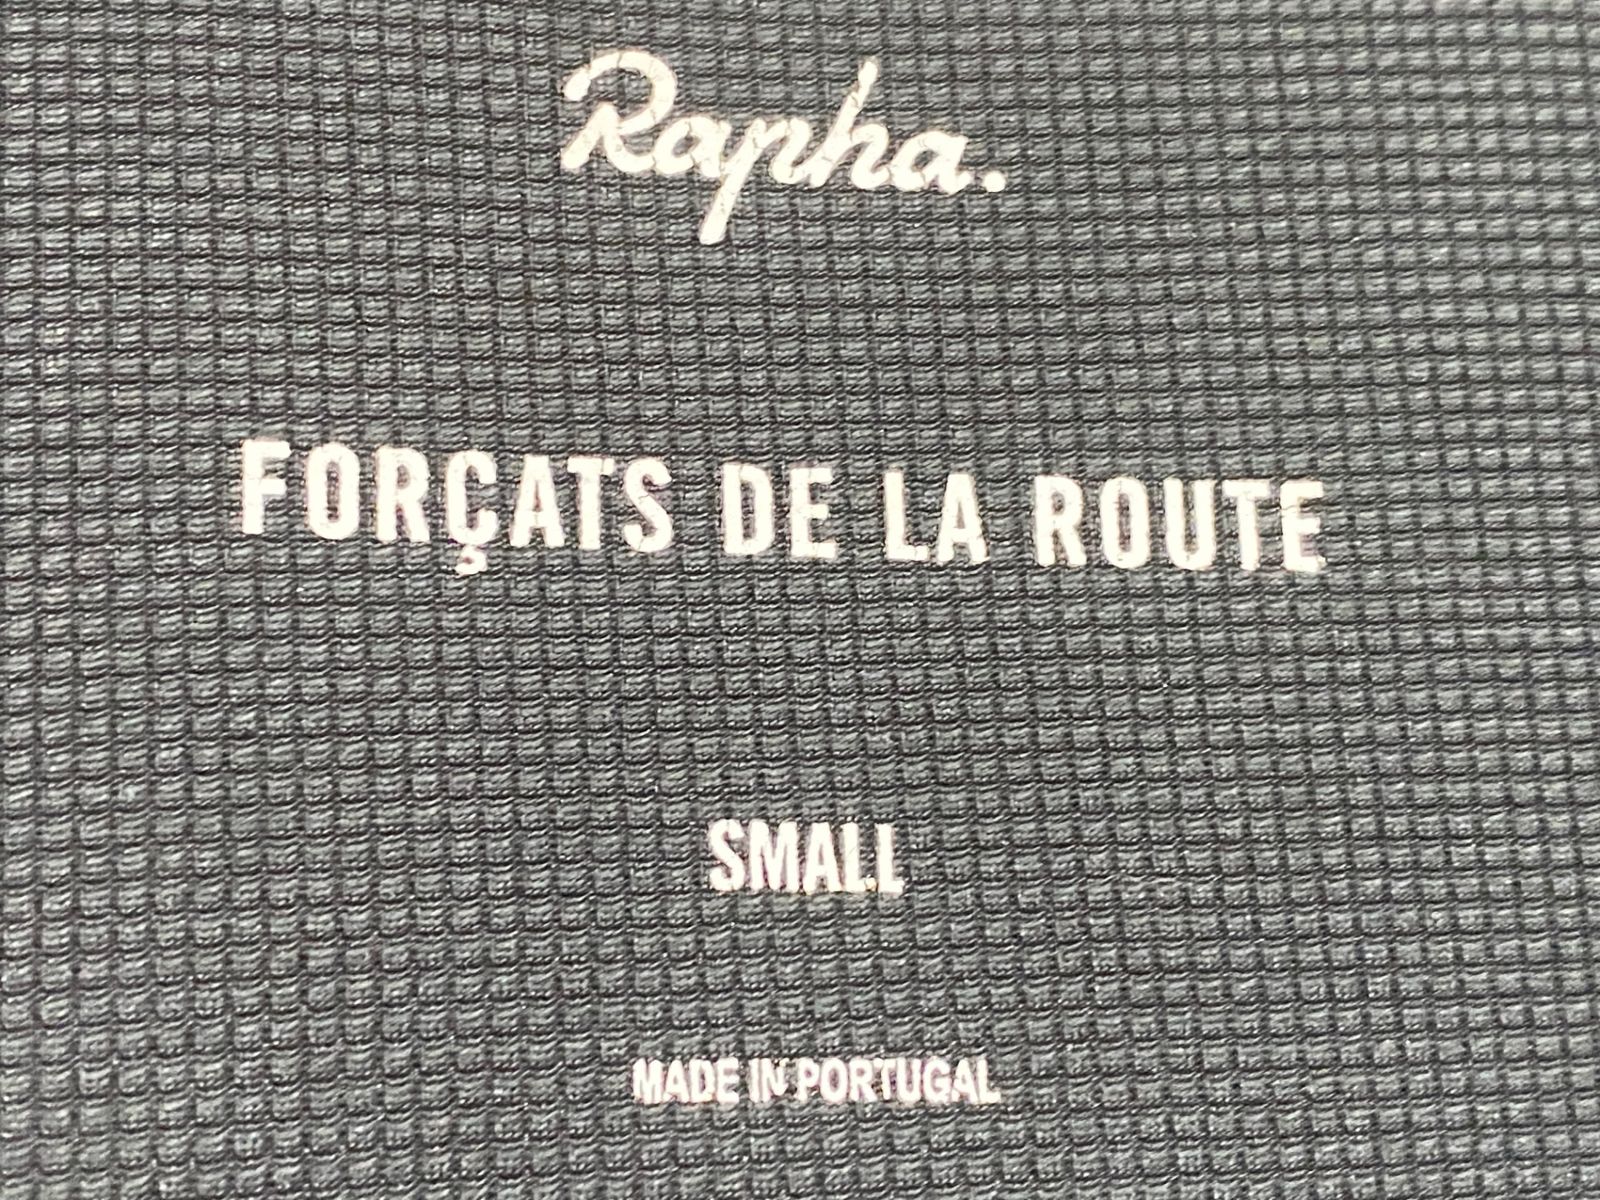 Rapha.
FORÇATS DE LA ROUTE
SMALL
MADE IN PORTUGAL